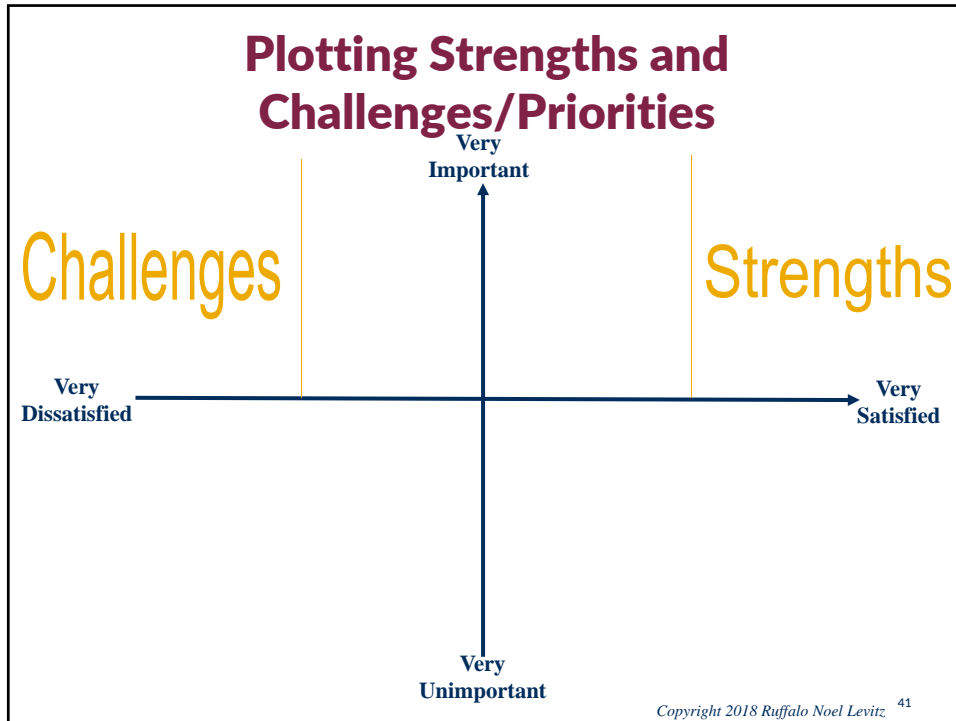 Plotting Strengths and
Challenges/Priorities
Very
Important
Challenges
Strengths
Very
Dissatisfied
Very
Satisfied
Very
Unimportant
Copyright 2018 Ruffalo Noel Levitz
41